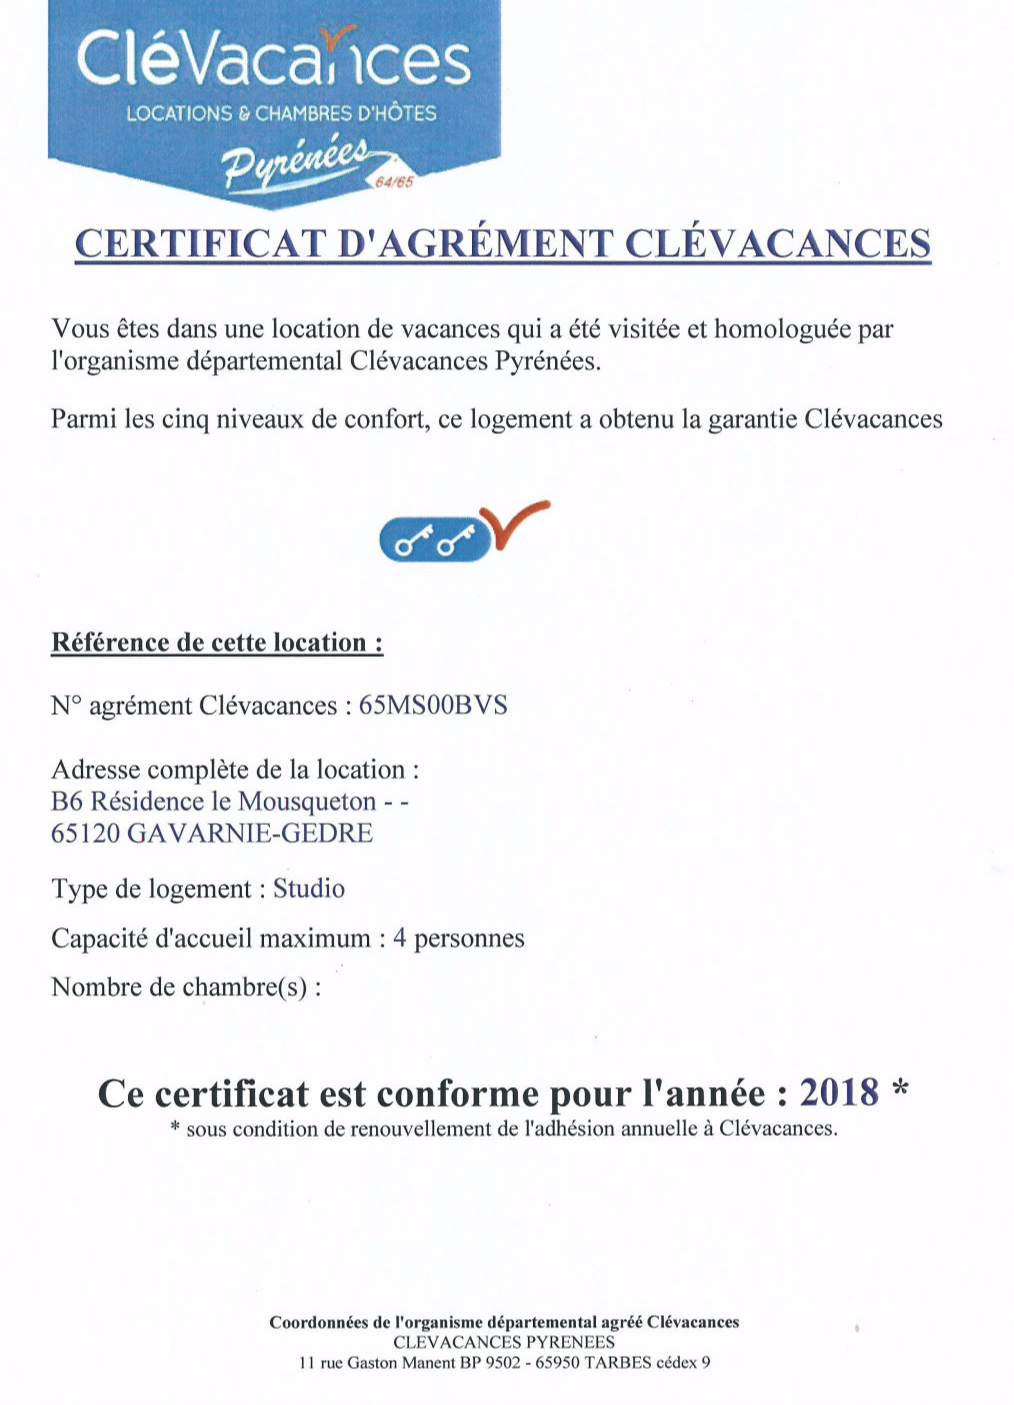 CléVacances
LOCATIONS & CHAMBRES D'HÔTES
Pyrénées
64/65
CERTIFICAT D'AGRÉMENT CLÉVACANCES
Vous êtes dans une location de vacances qui a été visitée et homologuée par
l'organisme départemental Clévacances Pyrénées.
Parmi les cinq niveaux de confort, ce logement a obtenu la garantie Clévacances
Référence de cette location :
N° agrément Clévacances : 65MS00BVS
Adresse complète de la location :
B6 Résidence le Mousqueton - -
65120 GAVARNIE-GEDRE
Type de logement : Studio
Capacité d'accueil maximum : 4 personnes
Nombre de chambre(s) :
Ce certificat est conforme pour l'année : 2018 *
* sous condition de renouvellement de l'adhésion annuelle à Clévacances.
Coordonnées de l'organisme départemental agréé Clévacances
CLEVACANCES PYRENEES
11 rue Gaston Manent BP 9502 - 65950 TARBES cédex 9